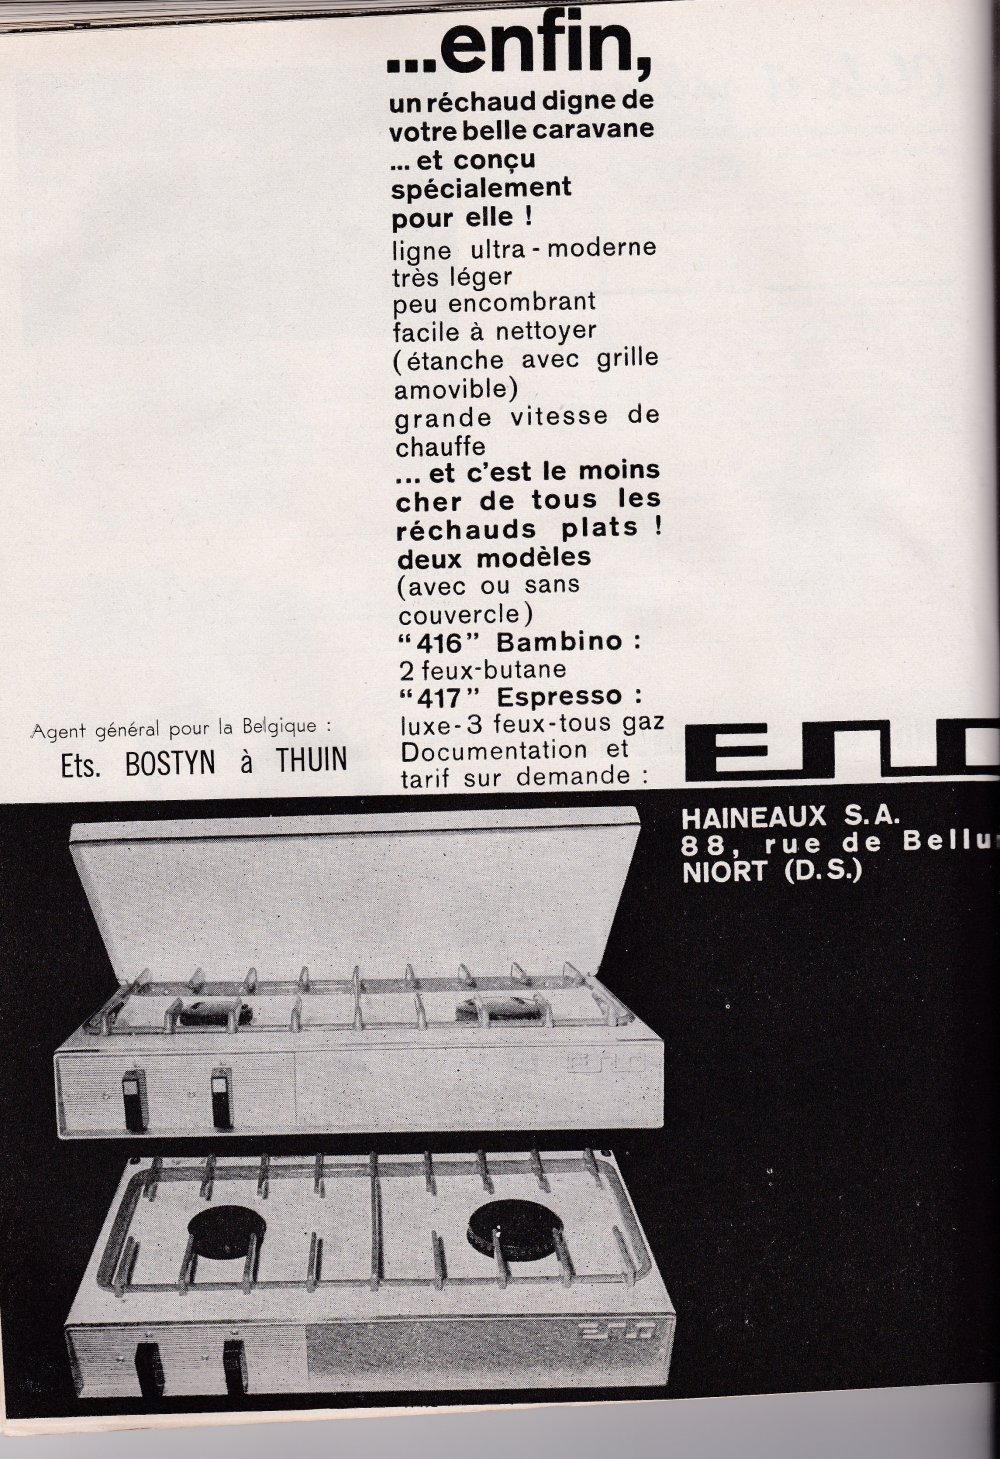 ...enfin,
un réchaud digne de
votre belle caravane
... et conçu
spécialement
pour elle !
ligne ultra-moderne
très léger
peu encombrant
facile à nettoyer
(étanche avec grille
amovible)
grande vitesse de
chauffe
... et c'est le moins
cher de tous les
réchauds plats !
deux modèles
(avec ou sans
couvercle)
“416” Bambino :
2 feux-butane
“417” Espresso :
luxe-3 feux-tous gaz
Documentation et
tarif sur demande :
Agent général pour la Belgique :
Ets. BOSTYN à THUIN
HAINEAUX S.A.
88, rue de
NIORT (D.S.)